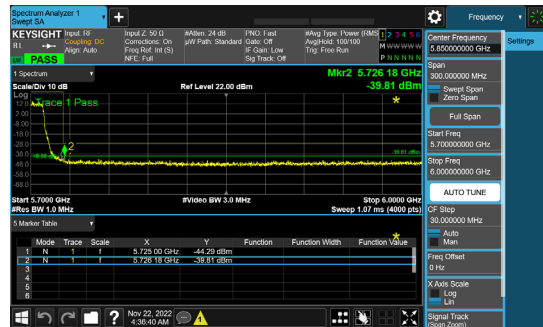 Spectrum Analyzer 1
Swept SA
+
Frequency
Settings
KEYSIGHT
RL
PASS
Input: RF
Coupling: DC
Align: Auto
Input Z: 50 Ω
Corrections: On
Freq Ref: Int (S)
NFE: Full
#Atten: 24 dB
µW Path: Standard
PNO: Fast
Gate: Off
IF Gain: Low
Sig Track: Off
#Avg Type: Power (RMS
Avg|Hold: 100/100
Trig: Free Run
1 2 3 4 5 6
M W W W W W
P N N N N N
1 Spectrum
Scale/Div 10 dB
Ref Level 22.00 dBm
Mkr2 5.726 18 GHz
-39.81 dBm
Log
Trace 1 Pass
12.0
2.00
-8.00
-18.0
-28.0
-38.0
-48.0
-58.0
-68.0
2
Start 5.7000 GHz
#Res BW 1.0 MHz
#Video BW 3.0 MHz
Stop 6.0000 GHz
Sweep 1.07 ms (4000 pts)
5 Marker Table
Mode Trace Scale X Y Function Function Width Function Value
1 N 1 f 5.725 00 GHz -44.29 dBm
2 N 1 f 5.726 18 GHz -39.81 dBm
3
4
5
6
Center Frequency
5.850000000 GHz
Span
300.000000 MHz
Swept Span
Zero Span
Full Span
Start Freq
5.700000000 GHz
Stop Freq
6.000000000 GHz
AUTO TUNE
CF Step
30.000000 MHz
Auto
Man
Freq Offset
0 Hz
X Axis Scale
Log
Lin
Signal Track
(Span Zoom)
?
Nov 22, 2022
4:36:40 AM